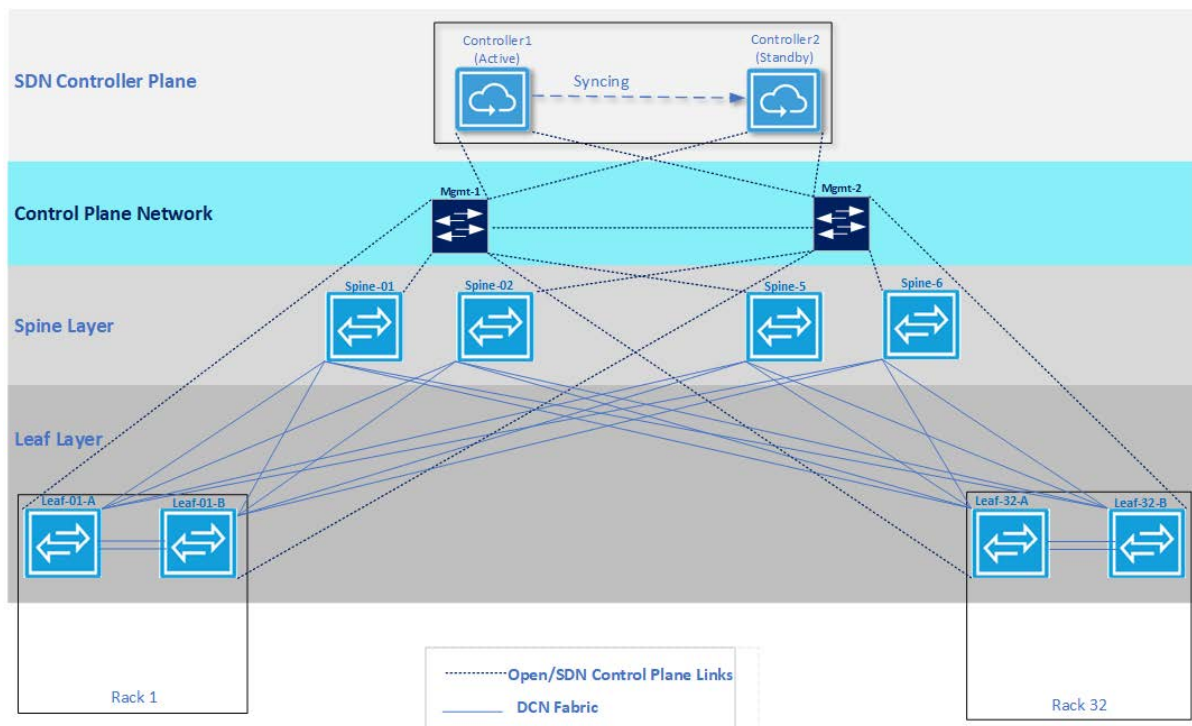 Controller1
(Active)
Controller2
(Standby)
SDN Controller Plane
Syncing
Mgmt-1
Mgmt-2
Control Plane Network
Spine-01
Spine-02
Spine-5
Spine-6
Spine Layer
Leaf Layer
Leaf-01-A
Leaf-01-B
Leaf-32-A
Leaf-32-B
Rack 1
Rack 32
Open/SDN Control Plane Links
DCN Fabric